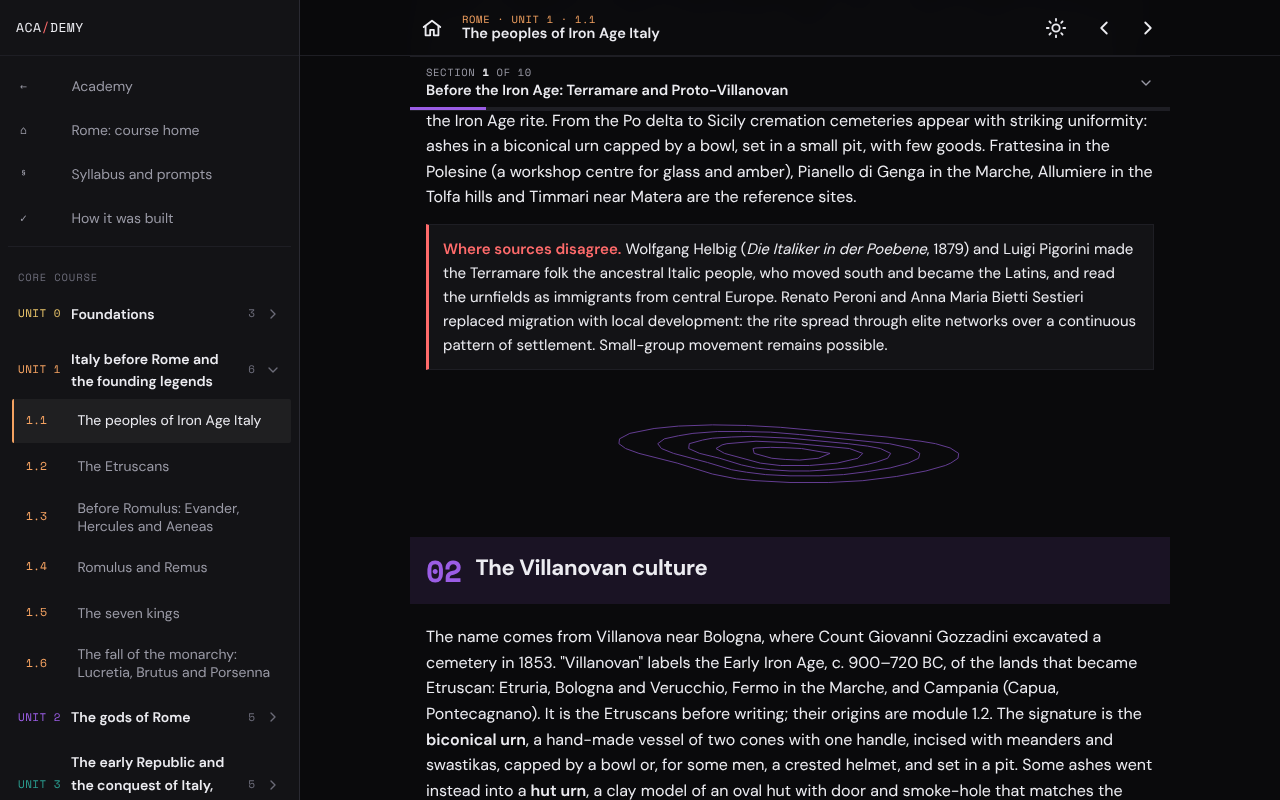 ACA/DEMY
← Academy
⌂ Rome: course home
§ Syllabus and prompts
✓ How it was built
CORE COURSE
UNIT 0 Foundations 3
UNIT 1 Italy before Rome and
the founding legends 6
1.1 The peoples of Iron Age Italy
1.2 The Etruscans
1.3 Before Romulus: Evander,
Hercules and Aeneas
1.4 Romulus and Remus
1.5 The seven kings
1.6 The fall of the monarchy:
Lucretia, Brutus and Porsenna
UNIT 2 The gods of Rome 5
UNIT 3 The early Republic and
the conquest of Italy, 5
ROME · UNIT 1 · 1.1
The peoples of Iron Age Italy
SECTION 1 OF 10
Before the Iron Age: Terramare and Proto-Villanovan
the Iron Age rite. From the Po delta to Sicily cremation cemeteries appear with striking uniformity:
ashes in a biconical urn capped by a bowl, set in a small pit, with few goods. Frattesina in the
Polesine (a workshop centre for glass and amber), Pianello di Genga in the Marche, Allumiere in the
Tolfa hills and Timmari near Matera are the reference sites.
Where sources disagree. Wolfgang Helbig (Die Italiker in der Poebene, 1879) and Luigi Pigorini made
the Terramare folk the ancestral Italic people, who moved south and became the Latins, and read
the urnfields as immigrants from central Europe. Renato Peroni and Anna Maria Bietti Sestieri
replaced migration with local development: the rite spread through elite networks over a continuous
pattern of settlement. Small-group movement remains possible.
02 The Villanovan culture
The name comes from Villanova near Bologna, where Count Giovanni Gozzadini excavated a
cemetery in 1853. "Villanovan" labels the Early Iron Age, c. 900–720 BC, of the lands that became
Etruscan: Etruria, Bologna and Verucchio, Fermo in the Marche, and Campania (Capua,
Pontecagnano). It is the Etruscans before writing; their origins are module 1.2. The signature is the
biconical urn, a hand-made vessel of two cones with one handle, incised with meanders and
swastikas, capped by a bowl or, for some men, a crested helmet, and set in a pit. Some ashes went
instead into a hut urn, a clay model of an oval hut with door and smoke-hole that matches the